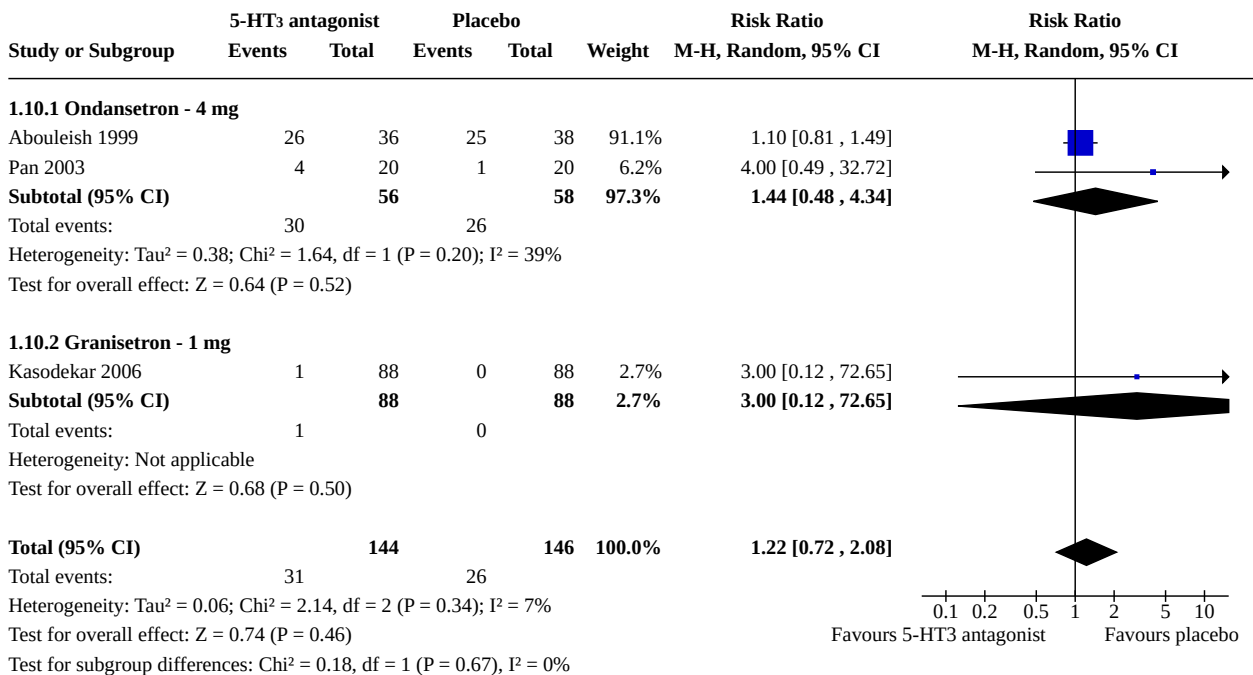 5-HT3 antagonist Placebo Risk Ratio Risk Ratio
Study or Subgroup Events Total Events Total Weight M-H, Random, 95% CI M-H, Random, 95% CI
1.10.1 Ondansetron - 4 mg
Abouleish 1999 26 36 25 38 91.1% 1.10 [0.81 , 1.49]
Pan 2003 4 20 1 20 6.2% 4.00 [0.49 , 32.72]
Subtotal (95% CI) 56 58 97.3% 1.44 [0.48 , 4.34]
Total events: 30 26
Heterogeneity: Tau² = 0.38; Chi² = 1.64, df = 1 (P = 0.20); I² = 39%
Test for overall effect: Z = 0.64 (P = 0.52)
1.10.2 Granisetron - 1 mg
Kasodekar 2006 1 88 0 88 2.7% 3.00 [0.12 , 72.65]
Subtotal (95% CI) 88 88 2.7% 3.00 [0.12 , 72.65]
Total events: 1 0
Heterogeneity: Not applicable
Test for overall effect: Z = 0.68 (P = 0.50)
Total (95% CI) 144 146 100.0% 1.22 [0.72 , 2.08]
Total events: 31 26
Heterogeneity: Tau² = 0.06; Chi² = 2.14, df = 2 (P = 0.34); I² = 7%
0.1 0.2 0.5 1 2 5 10
Test for overall effect: Z = 0.74 (P = 0.46) Favours 5-HT3 antagonist Favours placebo
Test for subgroup differences: Chi² = 0.18, df = 1 (P = 0.67), I² = 0%